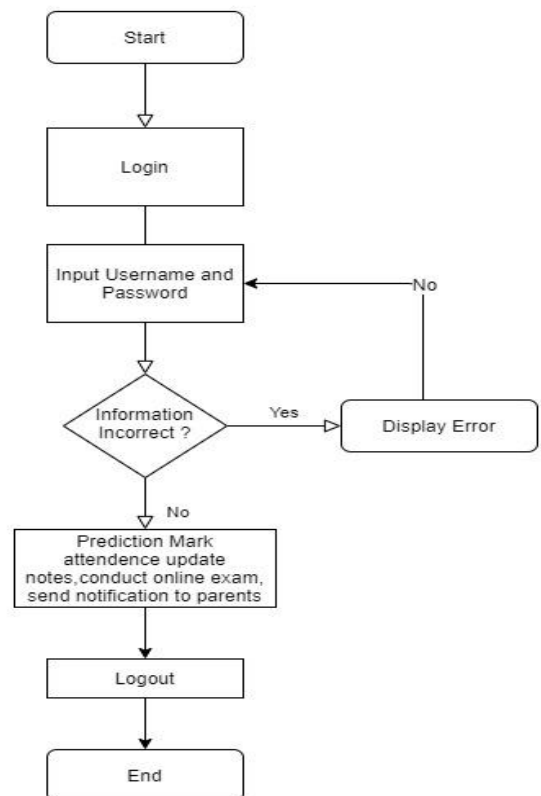 Start
Login
Input Username and
Password
No
Information
Incorrect ?
Yes
Display Error
No
Prediction Mark
attendence update
notes,conduct online exam,
send notification to parents
Logout
End